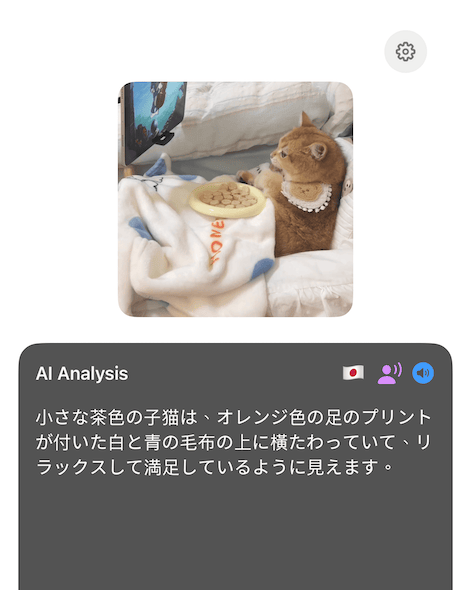 ONE
AI Analysis
小さな茶色の子猫は、オレンジ色の足のプリント
が付いた白と青の毛布の上に横たわっていて、リ
ラックスして満足しているように見えます。